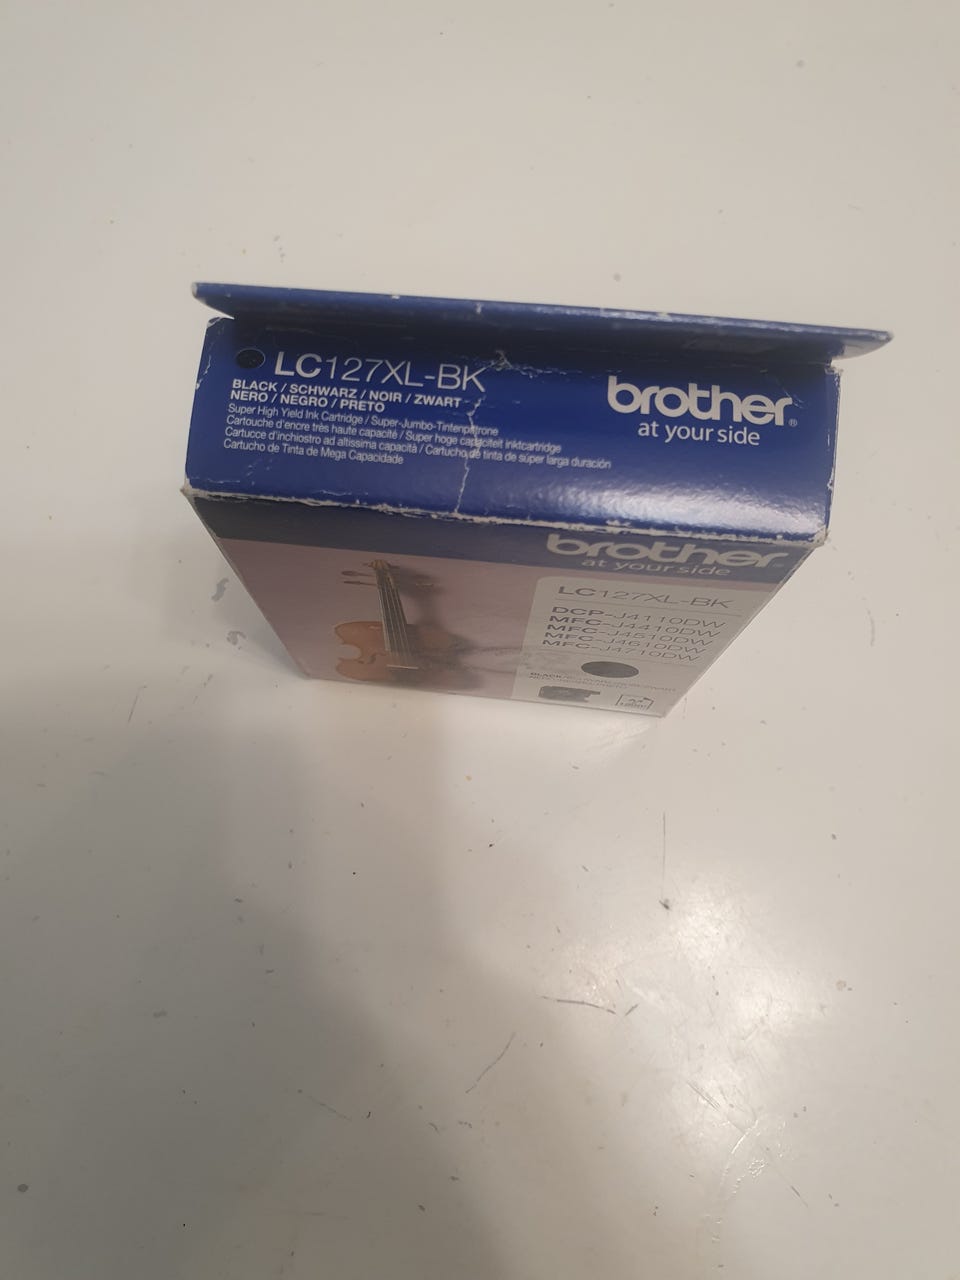 LC127XL-BK
BLACK / SCHWARZ / NOIR / ZWART
NERO / NEGRO / PRETO
Super High Yield Ink Cartridge / Super-Jumbo-Tintenpatrone
Cartouche d'encre très haute capacité / Super hoge capaciteit inktcartridge
Cartucce d'inchiostro ad altissima capacità / Cartucho de tinta de súper larga duración
Cartucho de Tinta de Mega Capacidade
brother®
at your side
brother
at your side
LC127XL-BK
DCP-J4110DW
MFC-J4410DW
MFC-J4510DW
MFC-J4610DW
MFC-J4710DW